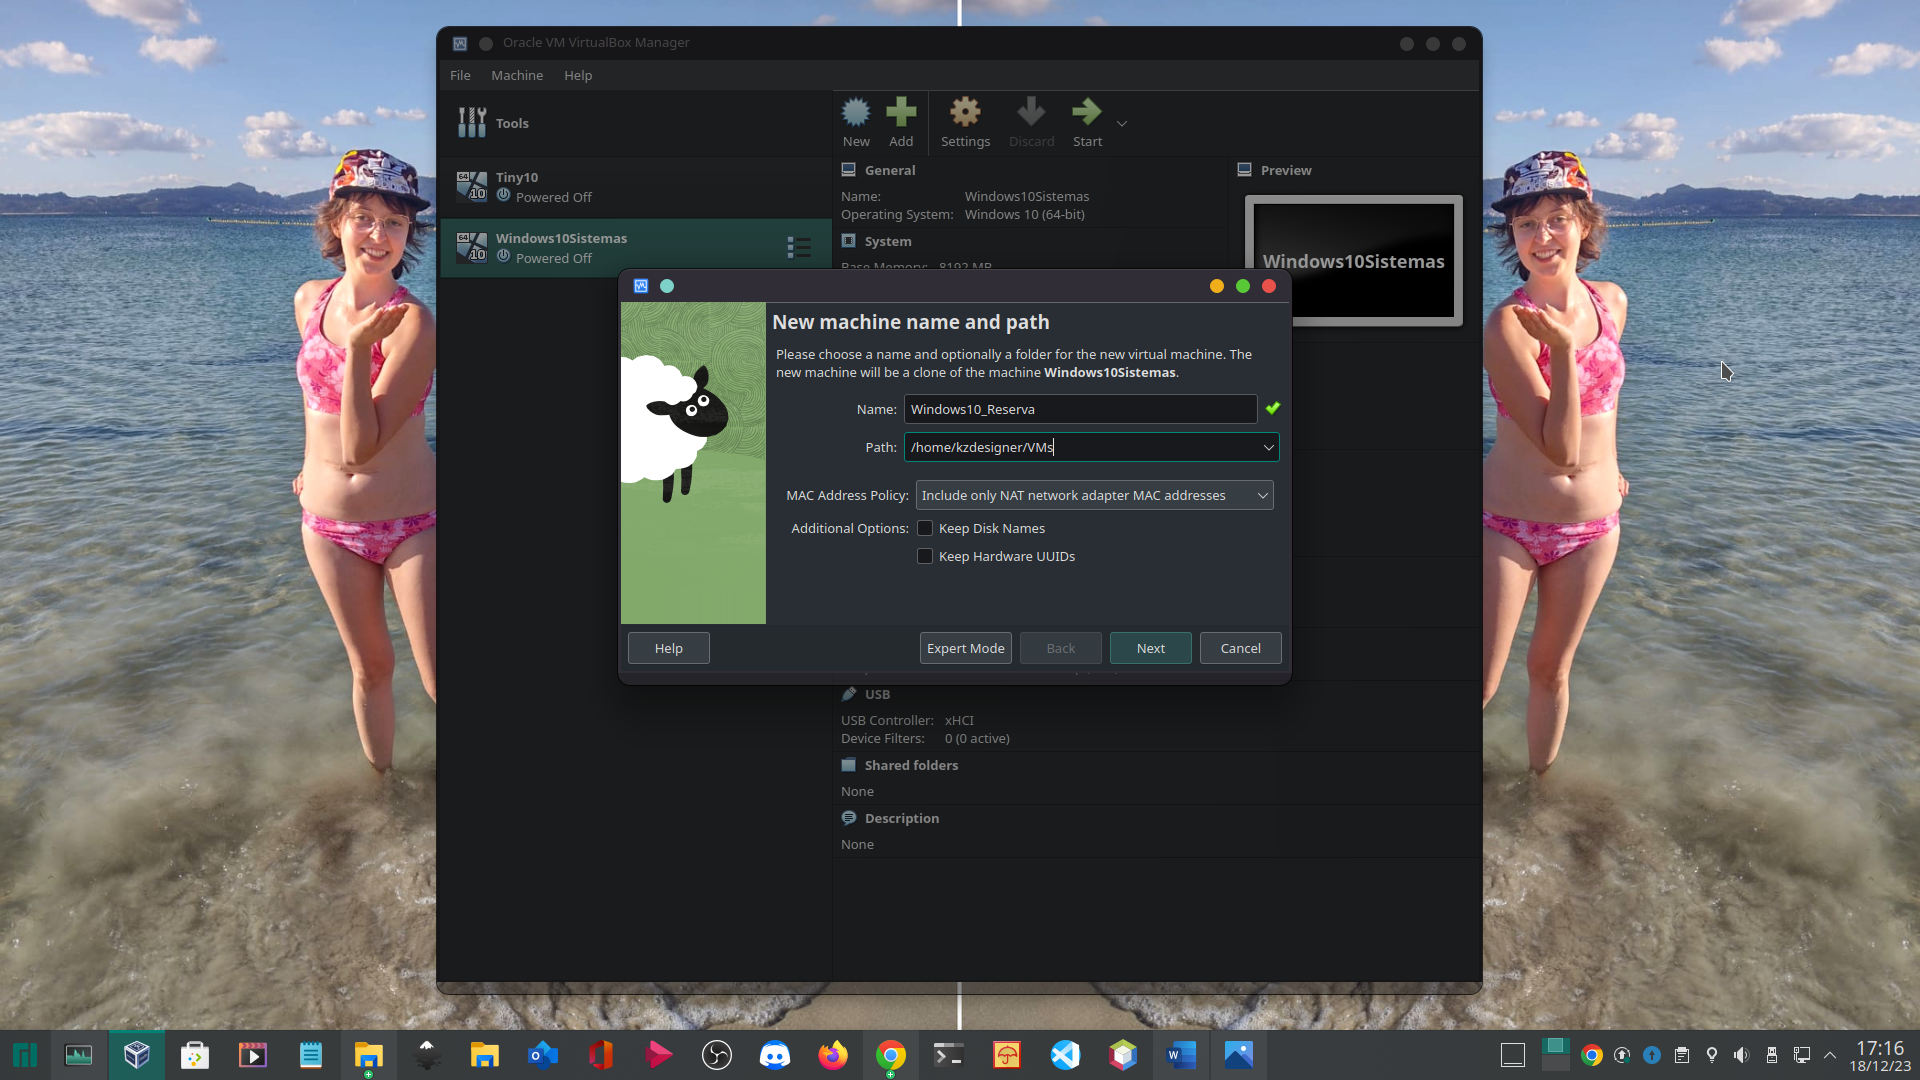 Oracle VM VirtualBox Manager
File Machine Help
Tools
New Add Settings Discard Start
Tiny10
Powered Off
Windows10Sistemas
Powered Off
General
Name: Windows10Sistemas
Operating System: Windows 10 (64-bit)
System
Base Memory: 8192 MB
Preview
Windows10Sistemas
New machine name and path
Please choose a name and optionally a folder for the new virtual machine. The
new machine will be a clone of the machine Windows10Sistemas.
Name: Windows10_Reserva
Path: /home/kzdesigner/VMs
MAC Address Policy: Include only NAT network adapter MAC addresses
Additional Options: Keep Disk Names
Keep Hardware UUIDs
Help Expert Mode Back Next Cancel
USB
USB Controller: xHCI
Device Filters: 0 (0 active)
Shared folders
None
Description
None
17:16
18/12/23